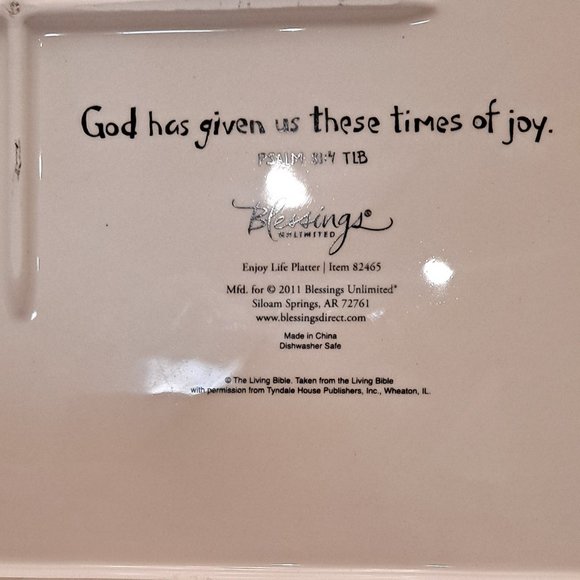 God has given us these times of joy.
PSALM 81:4 TLB
Blessings®
UNLIMITED
Enjoy Life Platter | Item 82465
Mfd. for © 2011 Blessings Unlimited®
Siloam Springs, AR 72761
www.blessingsdirect.com
Made in China
Dishwasher Safe
© The Living Bible. Taken from the Living Bible
with permission from Tyndale House Publishers, Inc., Wheaton, IL.